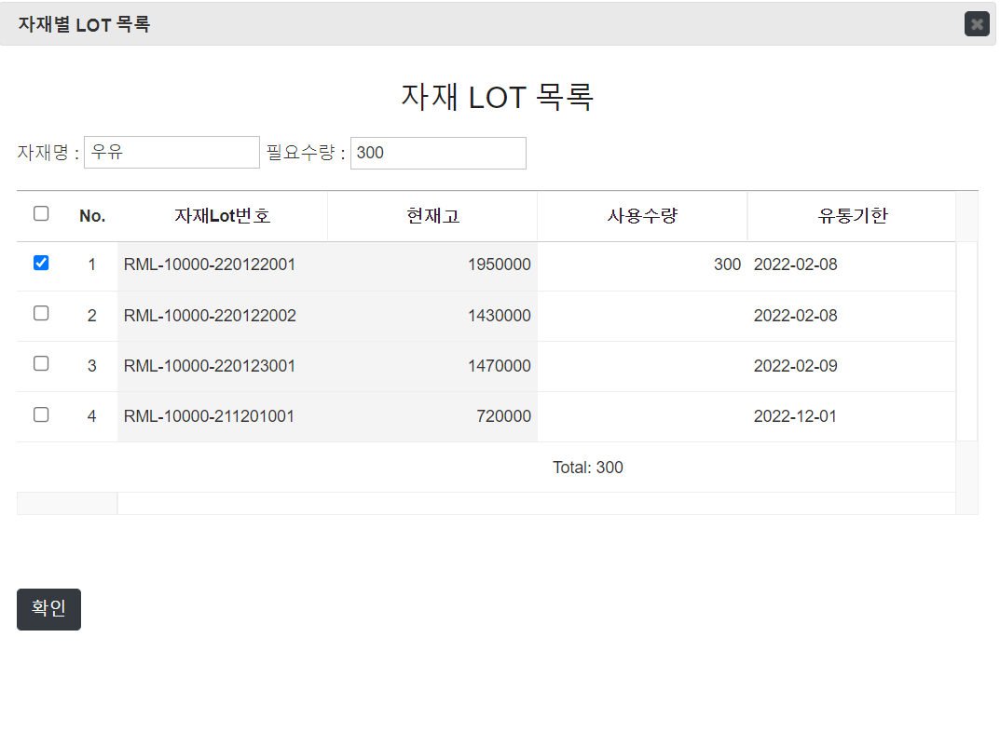 자재별 LOT 목록
자재 LOT 목록
자재명 : 우유 필요수량 : 300
No. 자재Lot번호 현재고 사용수량 유통기한
1 RML-10000-220122001 1950000 300 2022-02-08
2 RML-10000-220122002 1430000 2022-02-08
3 RML-10000-220123001 1470000 2022-02-09
4 RML-10000-211201001 720000 2022-12-01
Total: 300
확인